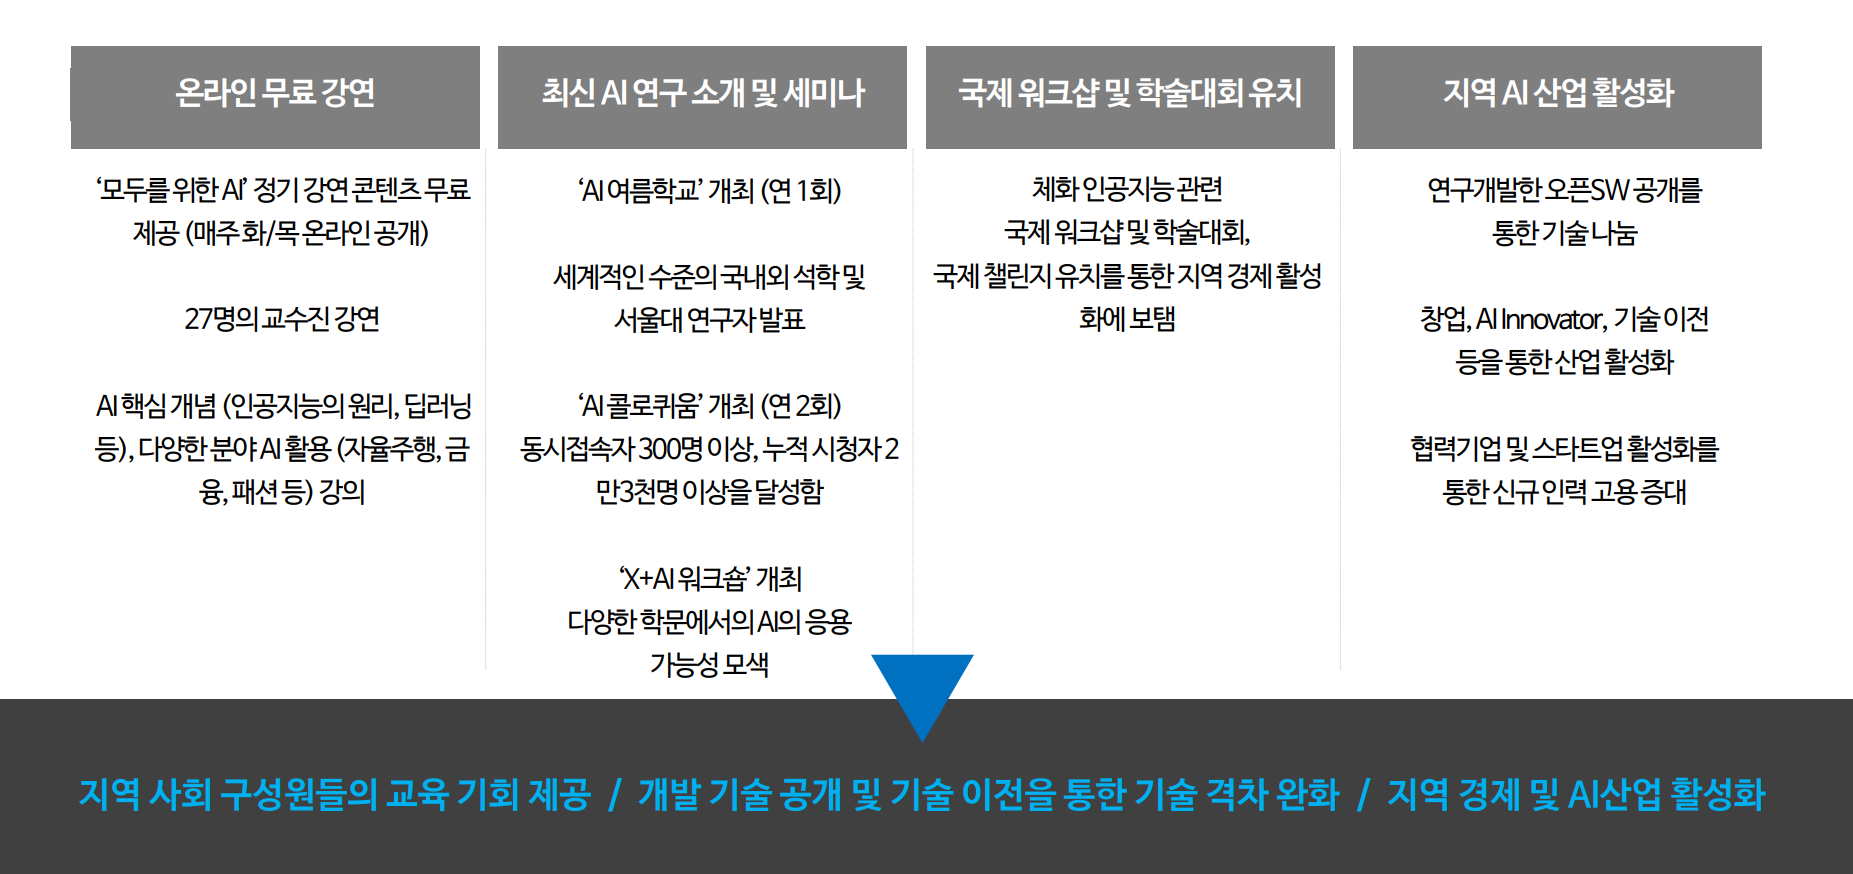 온라인 무료 강연
‘모두를 위한 AI’ 정기 강연 콘텐츠 무료
제공 (매주 화/목 온라인 공개)
27명의 교수진 강연
AI 핵심 개념 (인공지능의 원리, 딥러닝
등), 다양한 분야 AI 활용 (자율주행, 금
융, 패션 등) 강의
최신 AI 연구 소개 및 세미나
‘AI 여름학교’ 개최 (연 1회)
세계적인 수준의 국내외 석학 및
서울대 연구자 발표
‘AI 콜로퀴움’ 개최 (연 2회)
동시접속자 300명 이상, 누적 시청자 2
만3천명 이상을 달성함
‘X+AI 워크숍’ 개최
다양한 학문에서의 AI의 응용
가능성 모색
국제 워크샵 및 학술대회 유치
체화 인공지능 관련
국제 워크샵 및 학술대회,
국제 챌린지 유치를 통한 지역 경제 활성
화에 보탬
지역 AI 산업 활성화
연구개발한 오픈SW 공개를
통한 기술 나눔
창업, AI Innovator, 기술 이전
등을 통한 산업 활성화
협력기업 및 스타트업 활성화를
통한 신규 인력 고용 증대
지역 사회 구성원들의 교육 기회 제공 / 개발 기술 공개 및 기술 이전을 통한 기술 격차 완화 / 지역 경제 및 AI산업 활성화